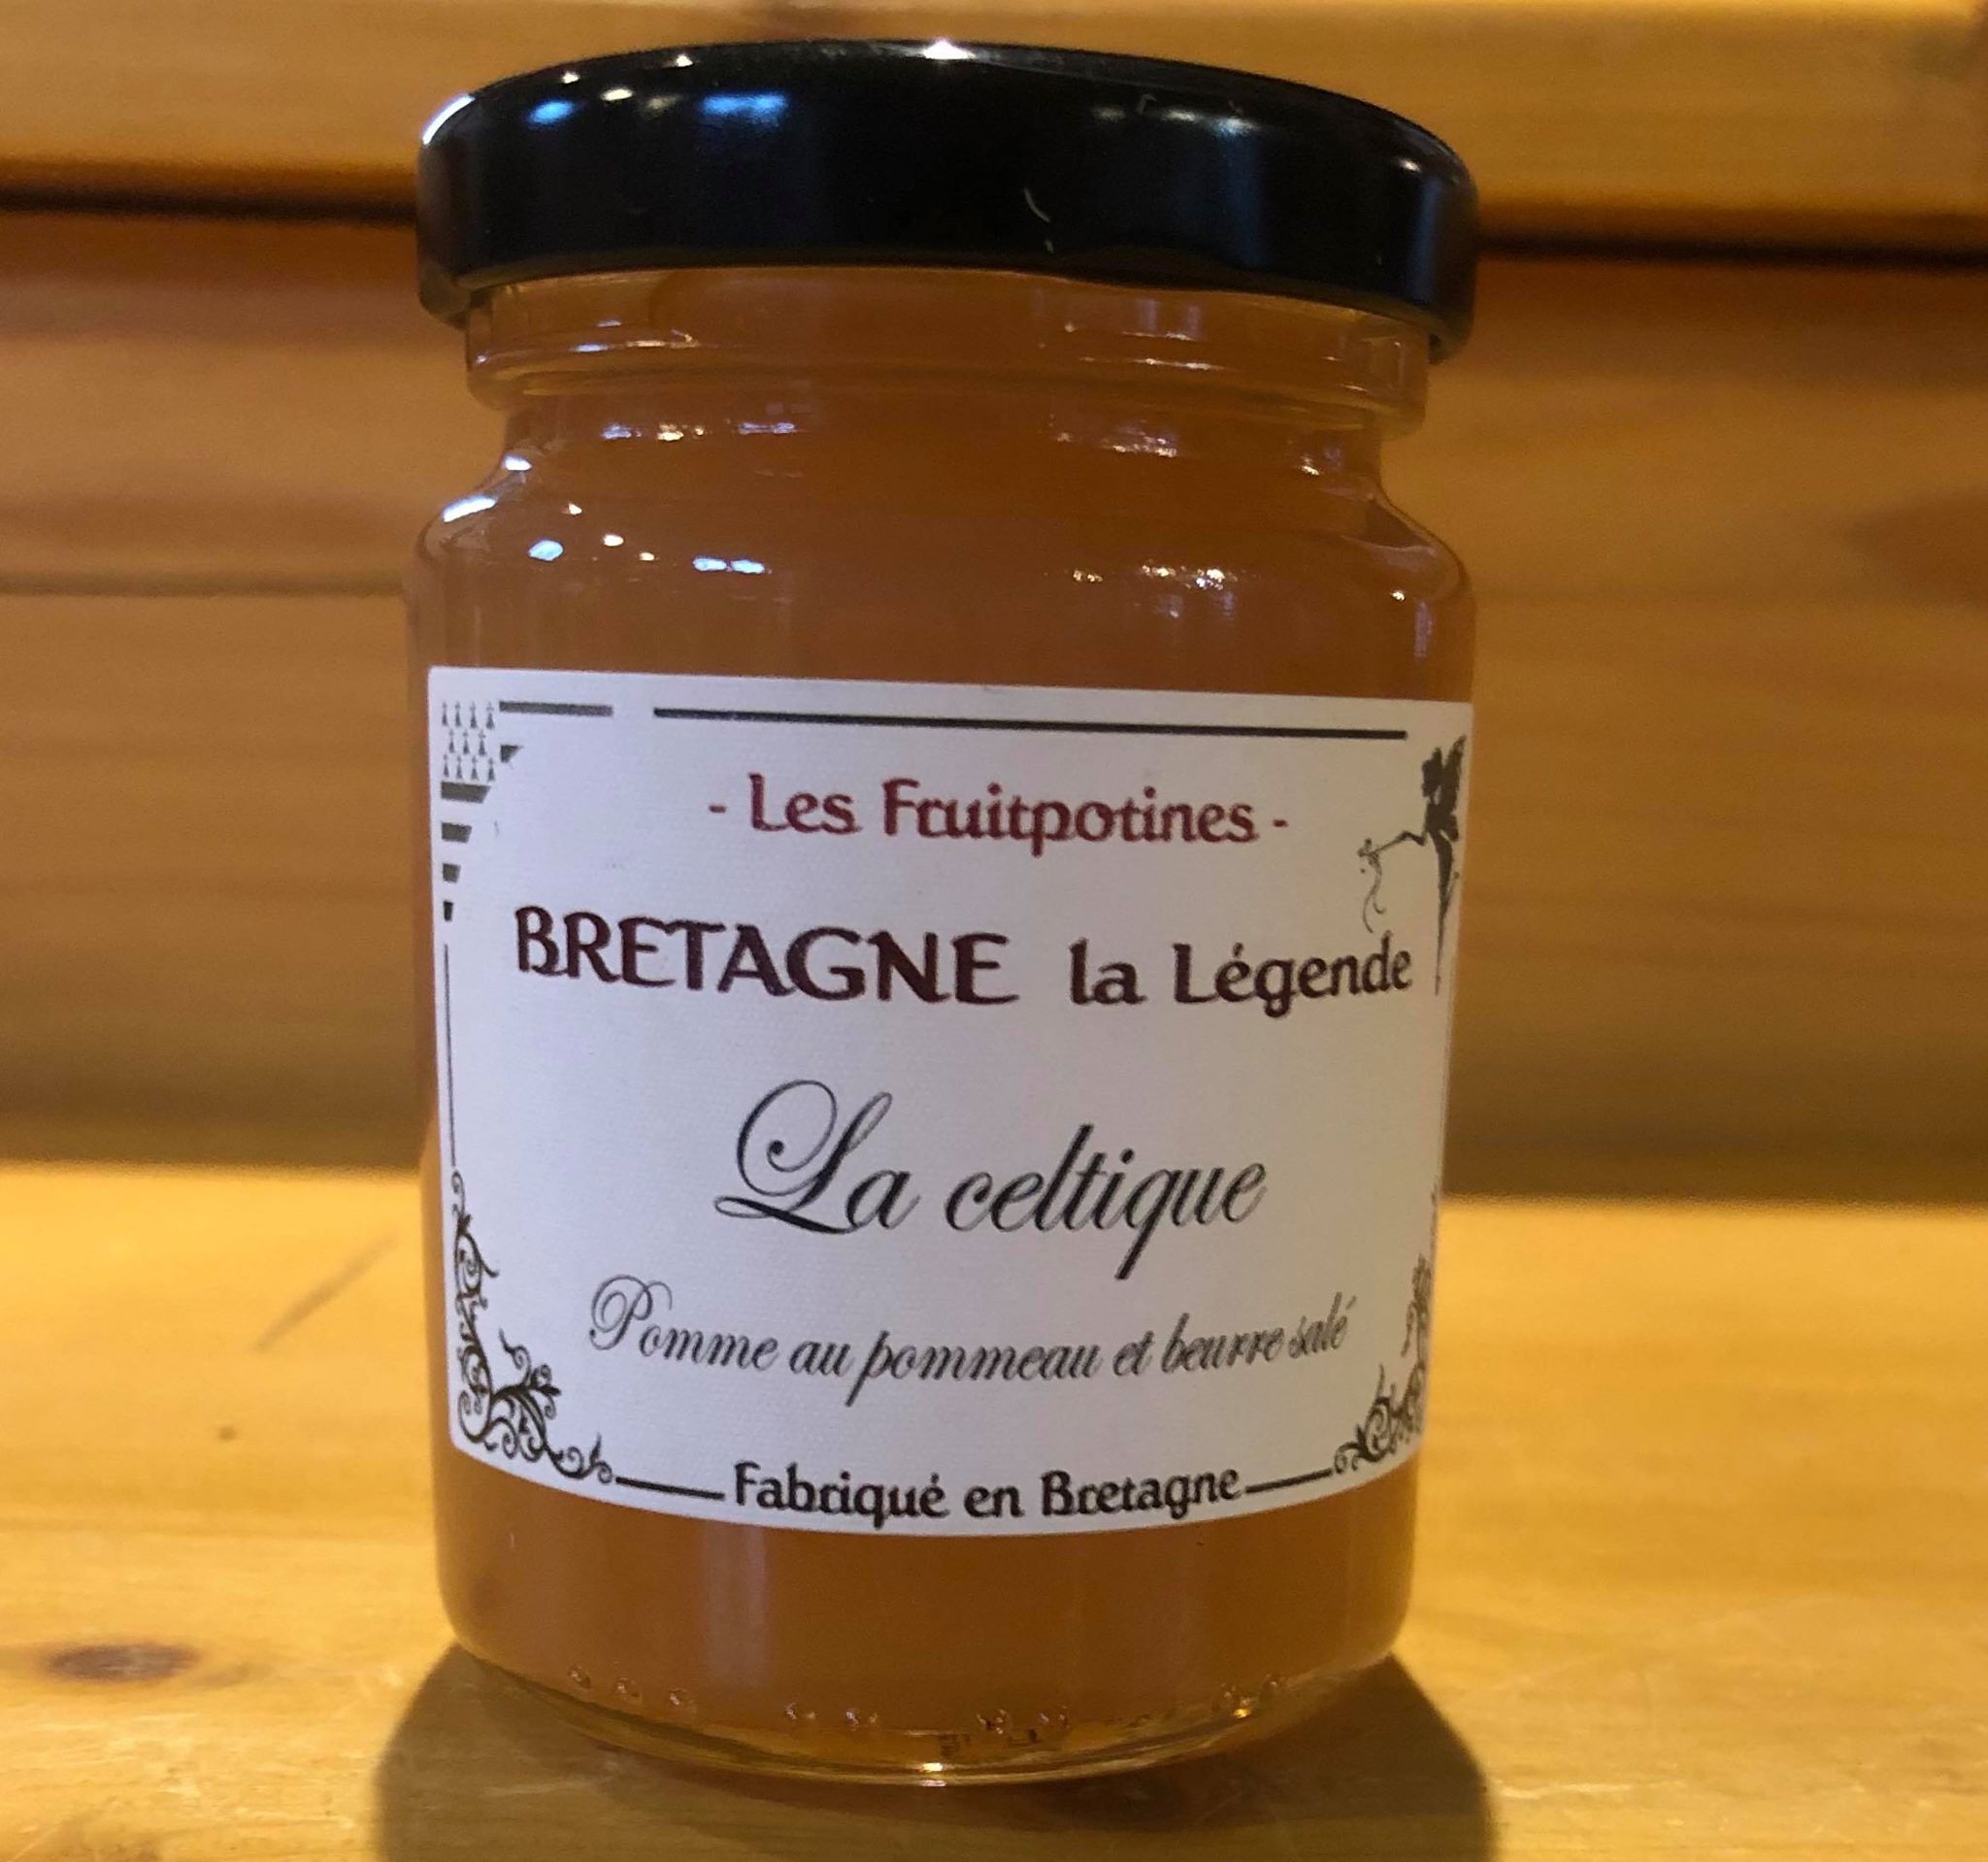 - Les Fruitpotines -
BRETAGNE la Légende
La celtique
Pomme au pommeau et beurre salé
Fabriqué en Bretagne